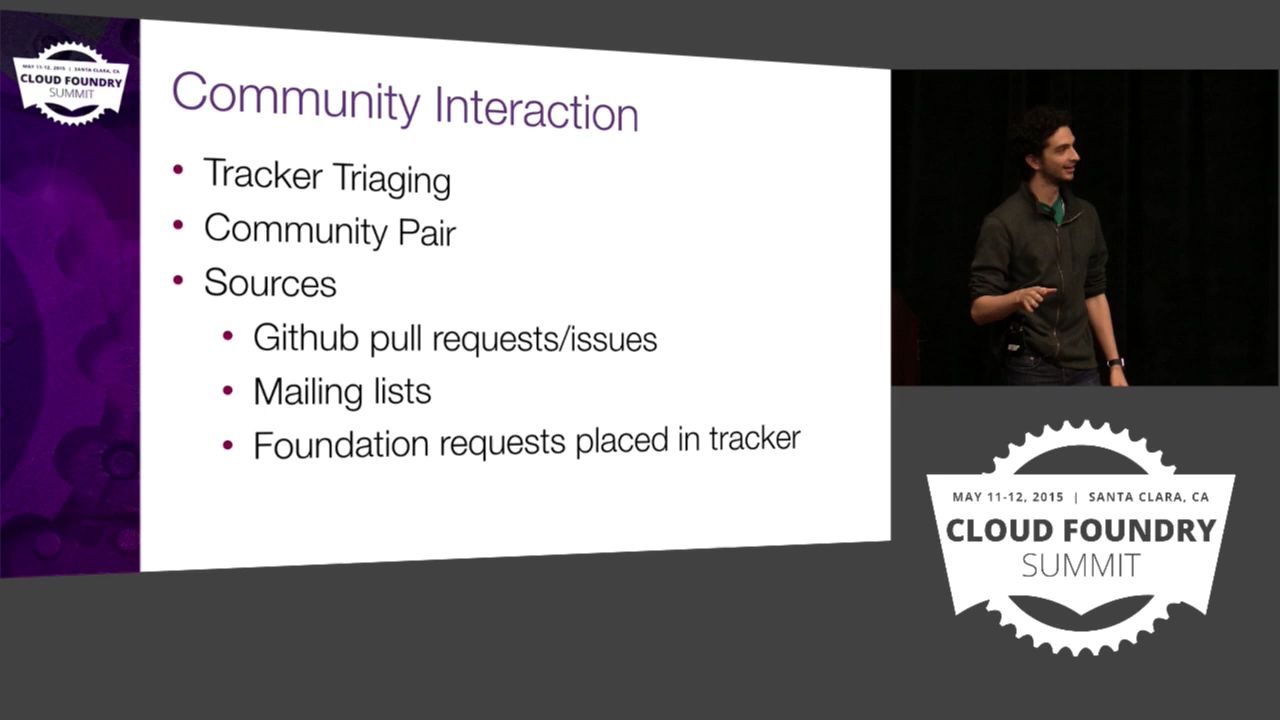 MAY 11-12, 2015 | SANTA CLARA, CA
CLOUD FOUNDRY
SUMMIT
Community Interaction
• Tracker Triaging
• Community Pair
• Sources
• Github pull requests/issues
• Mailing lists
• Foundation requests placed in tracker
MAY 11-12, 2015 | SANTA CLARA, CA
CLOUD FOUNDRY
SUMMIT